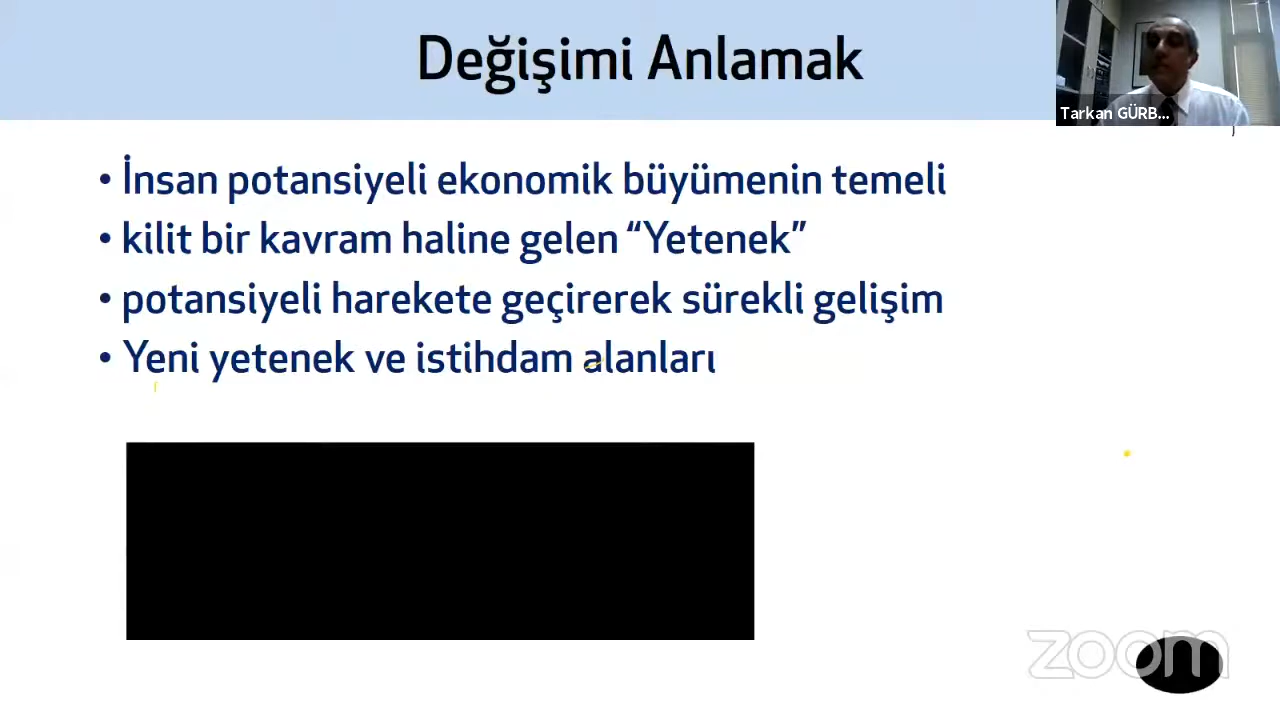 Değişimi Anlamak
Tarkan GÜRB...
• İnsan potansiyeli ekonomik büyümenin temeli
• kilit bir kavram haline gelen “Yetenek”
• potansiyeli harekete geçirerek sürekli gelişim
• Yeni yetenek ve istihdam alanları
zoom